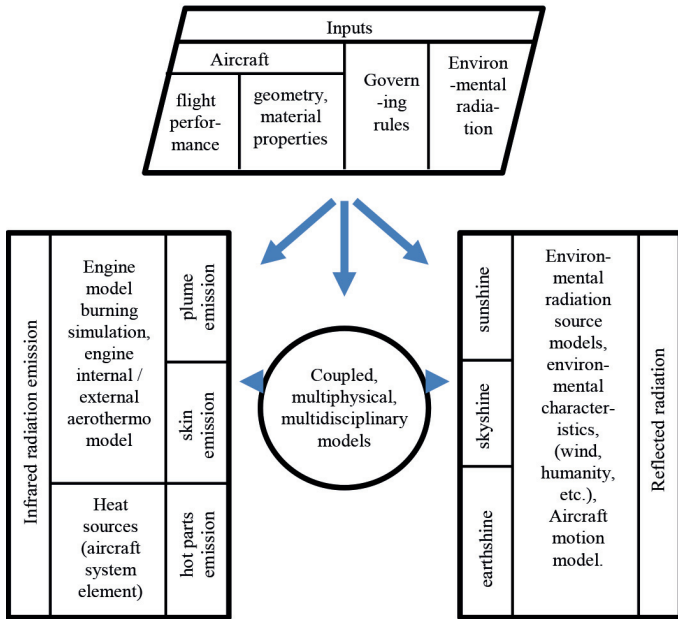 Inputs
Aircraft
flight
perfor-
mance
geometry,
material
properties
Govern
-ing
rules
Environ
-mental
radia-
tion
Infrared radiation emission
Engine
model
burning
simulation,
engine
internal /
external
aerothermo
model
Heat
sources
(aircraft
system
element)
plume
emission
skin
emission
hot parts
emission
Coupled,
multiphysical,
multidisciplinary
models
sunshine
skyshine
earthshine
Environ-
mental
radiation
source
models,
environ-
mental
character-
istics,
(wind,
humanity,
etc.),
Aircraft
motion
model.
Reflected radiation